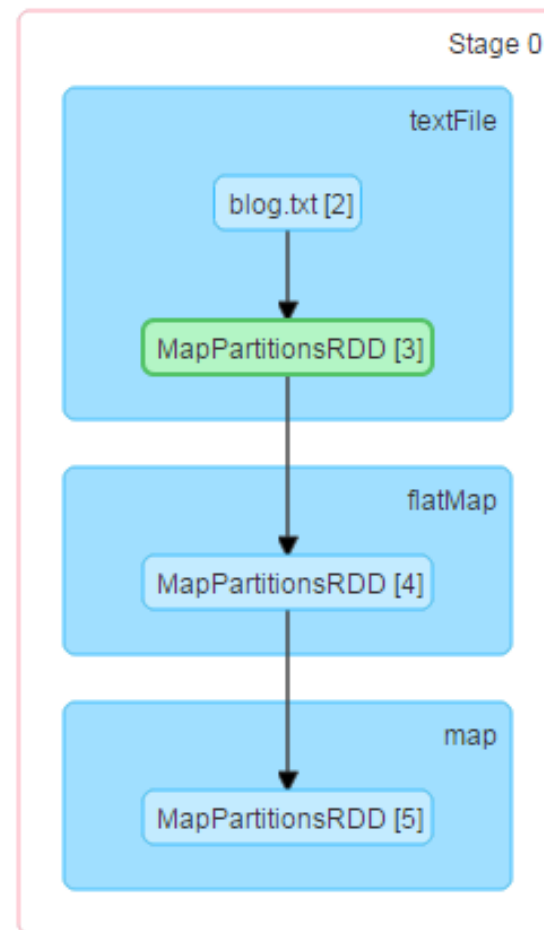 Stage 0
textFile
blog.txt [2]
MapPartitionsRDD [3]
flatMap
MapPartitionsRDD [4]
map
MapPartitionsRDD [5]